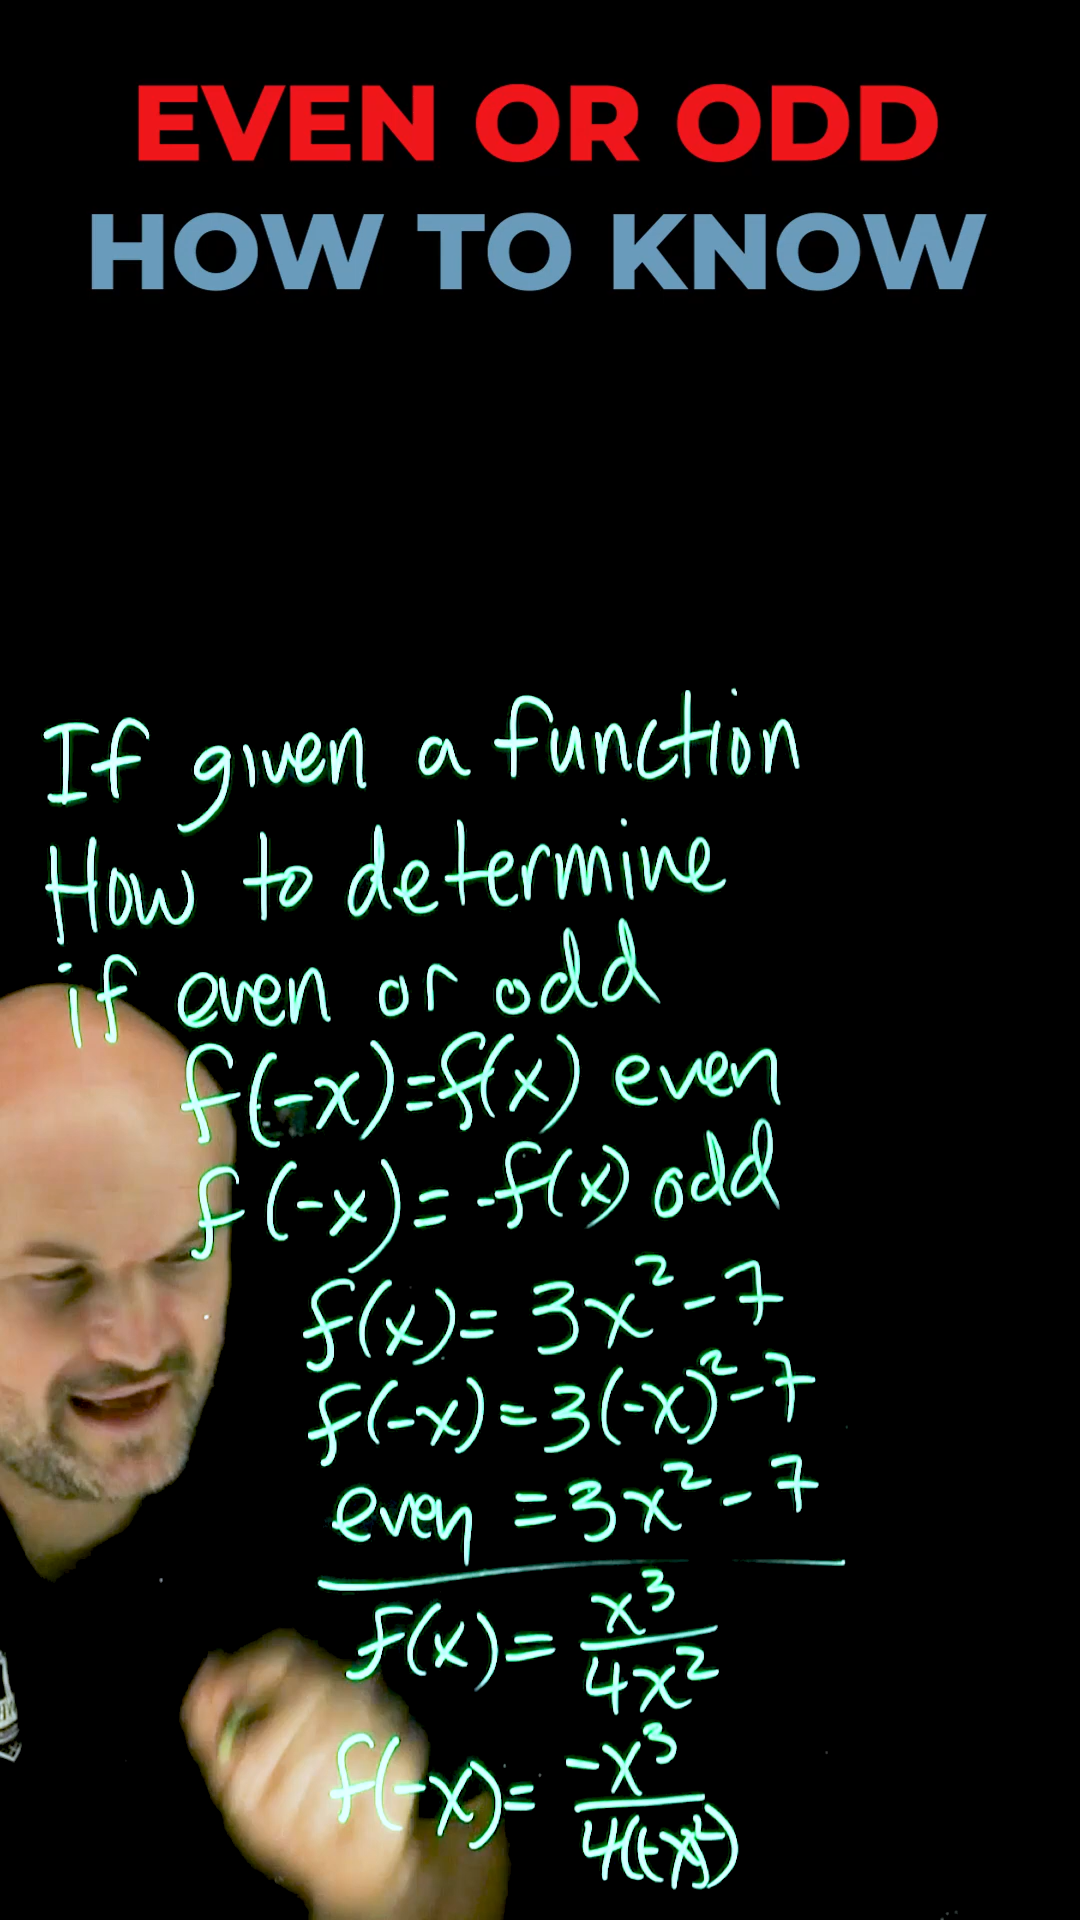 EVEN OR ODD
HOW TO KNOW
If given a function
How to determine
if even or odd
f(-x)=f(x) even
f(-x)= -f(x) odd
f(x)= 3x²-7
f(-x)=3(-x)²-7
even =3x²-7
f(x)= x³/4x²
f(-x)= -x³/4(-x)²